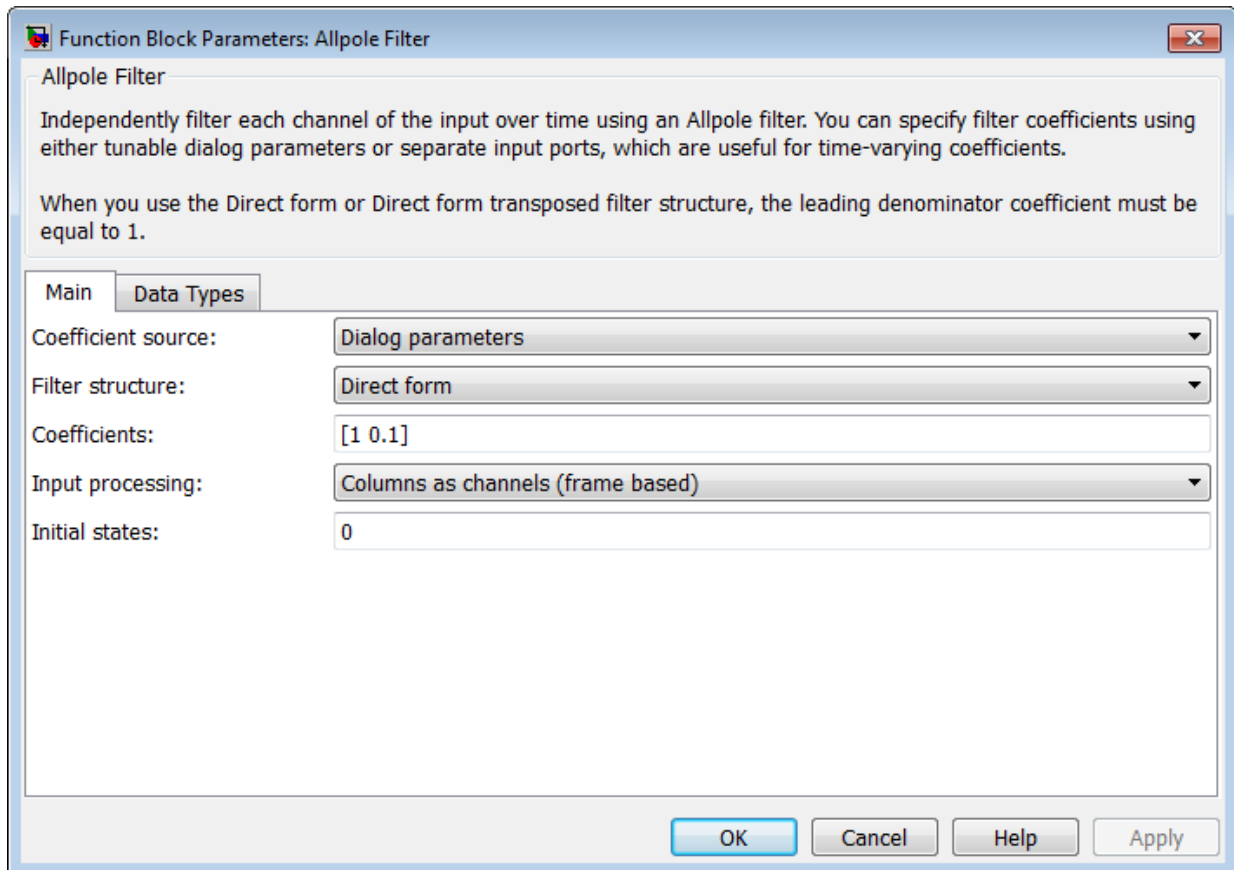 Function Block Parameters: Allpole Filter
Allpole Filter
Independently filter each channel of the input over time using an Allpole filter. You can specify filter coefficients using
either tunable dialog parameters or separate input ports, which are useful for time-varying coefficients.
When you use the Direct form or Direct form transposed filter structure, the leading denominator coefficient must be
equal to 1.
Main Data Types
Coefficient source: Dialog parameters
Filter structure: Direct form
Coefficients: [1 0.1]
Input processing: Columns as channels (frame based)
Initial states: 0
OK Cancel Help Apply